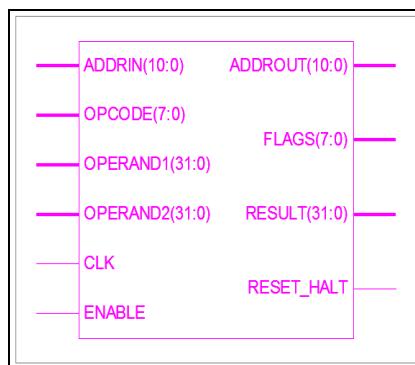 ADDRIN(10:0) ADDROUT(10:0)
OPCODE(7:0)
FLAGS(7:0)
OPERAND1(31:0)
OPERAND2(31:0) RESULT(31:0)
CLK
RESET_HALT
ENABLE